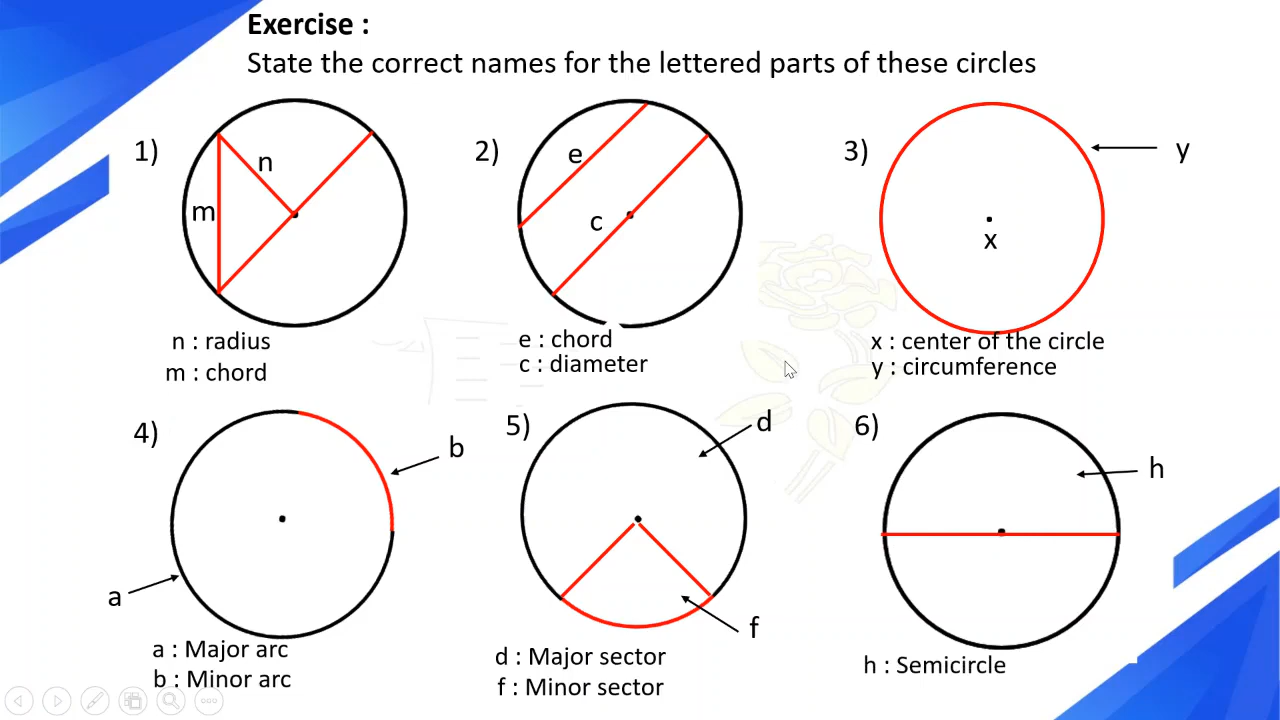 Exercise :
State the correct names for the lettered parts of these circles
1)
n
m
n : radius
m : chord
2)
e
c
e : chord
c : diameter
3)
y
x
x : center of the circle
y : circumference
4)
b
a
a : Major arc
b : Minor arc
5)
d
f
d : Major sector
f : Minor sector
6)
h
h : Semicircle